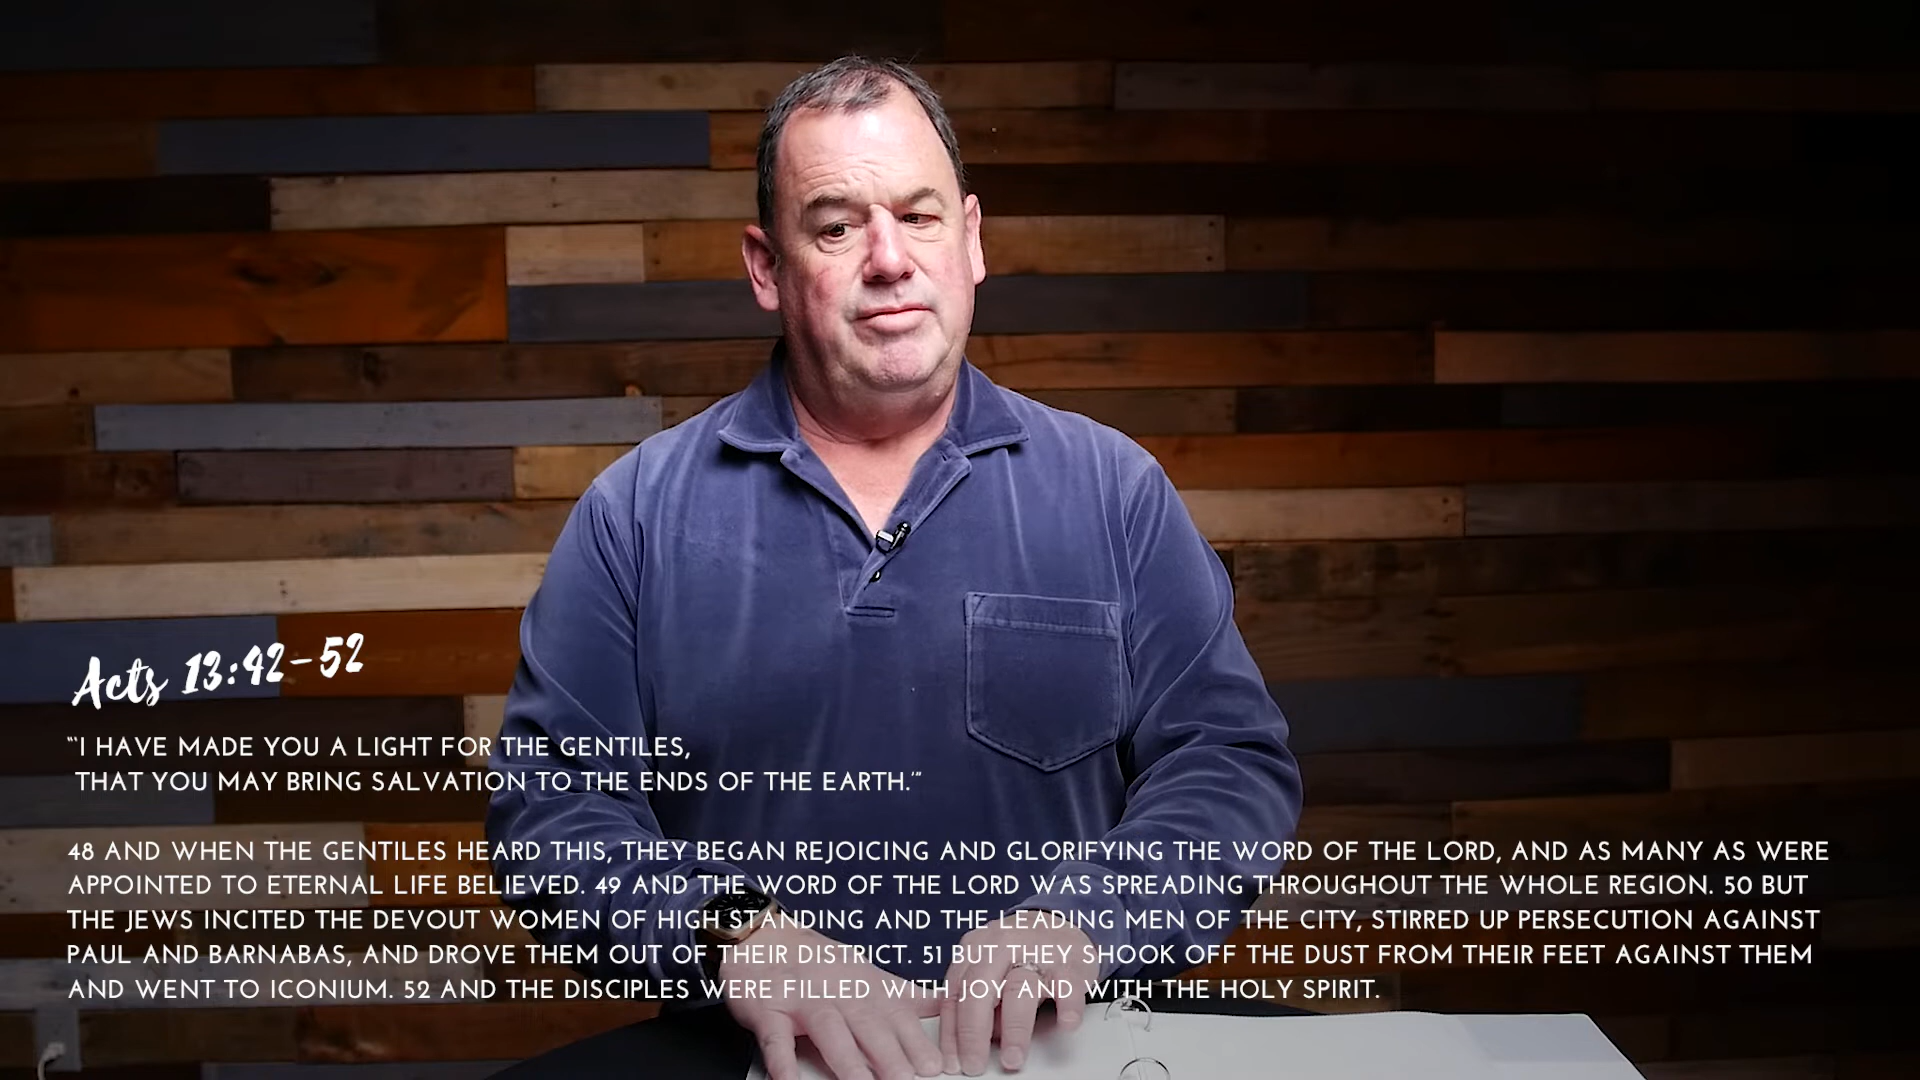 Acts 13:42-52
"'I HAVE MADE YOU A LIGHT FOR THE GENTILES,
THAT YOU MAY BRING SALVATION TO THE ENDS OF THE EARTH.'"
48 AND WHEN THE GENTILES HEARD THIS, THEY BEGAN REJOICING AND GLORIFYING THE WORD OF THE LORD, AND AS MANY AS WERE
APPOINTED TO ETERNAL LIFE BELIEVED. 49 AND THE WORD OF THE LORD WAS SPREADING THROUGHOUT THE WHOLE REGION. 50 BUT
THE JEWS INCITED THE DEVOUT WOMEN OF HIGH STANDING AND THE LEADING MEN OF THE CITY, STIRRED UP PERSECUTION AGAINST
PAUL AND BARNABAS, AND DROVE THEM OUT OF THEIR DISTRICT. 51 BUT THEY SHOOK OFF THE DUST FROM THEIR FEET AGAINST THEM
AND WENT TO ICONIUM. 52 AND THE DISCIPLES WERE FILLED WITH JOY AND WITH THE HOLY SPIRIT.